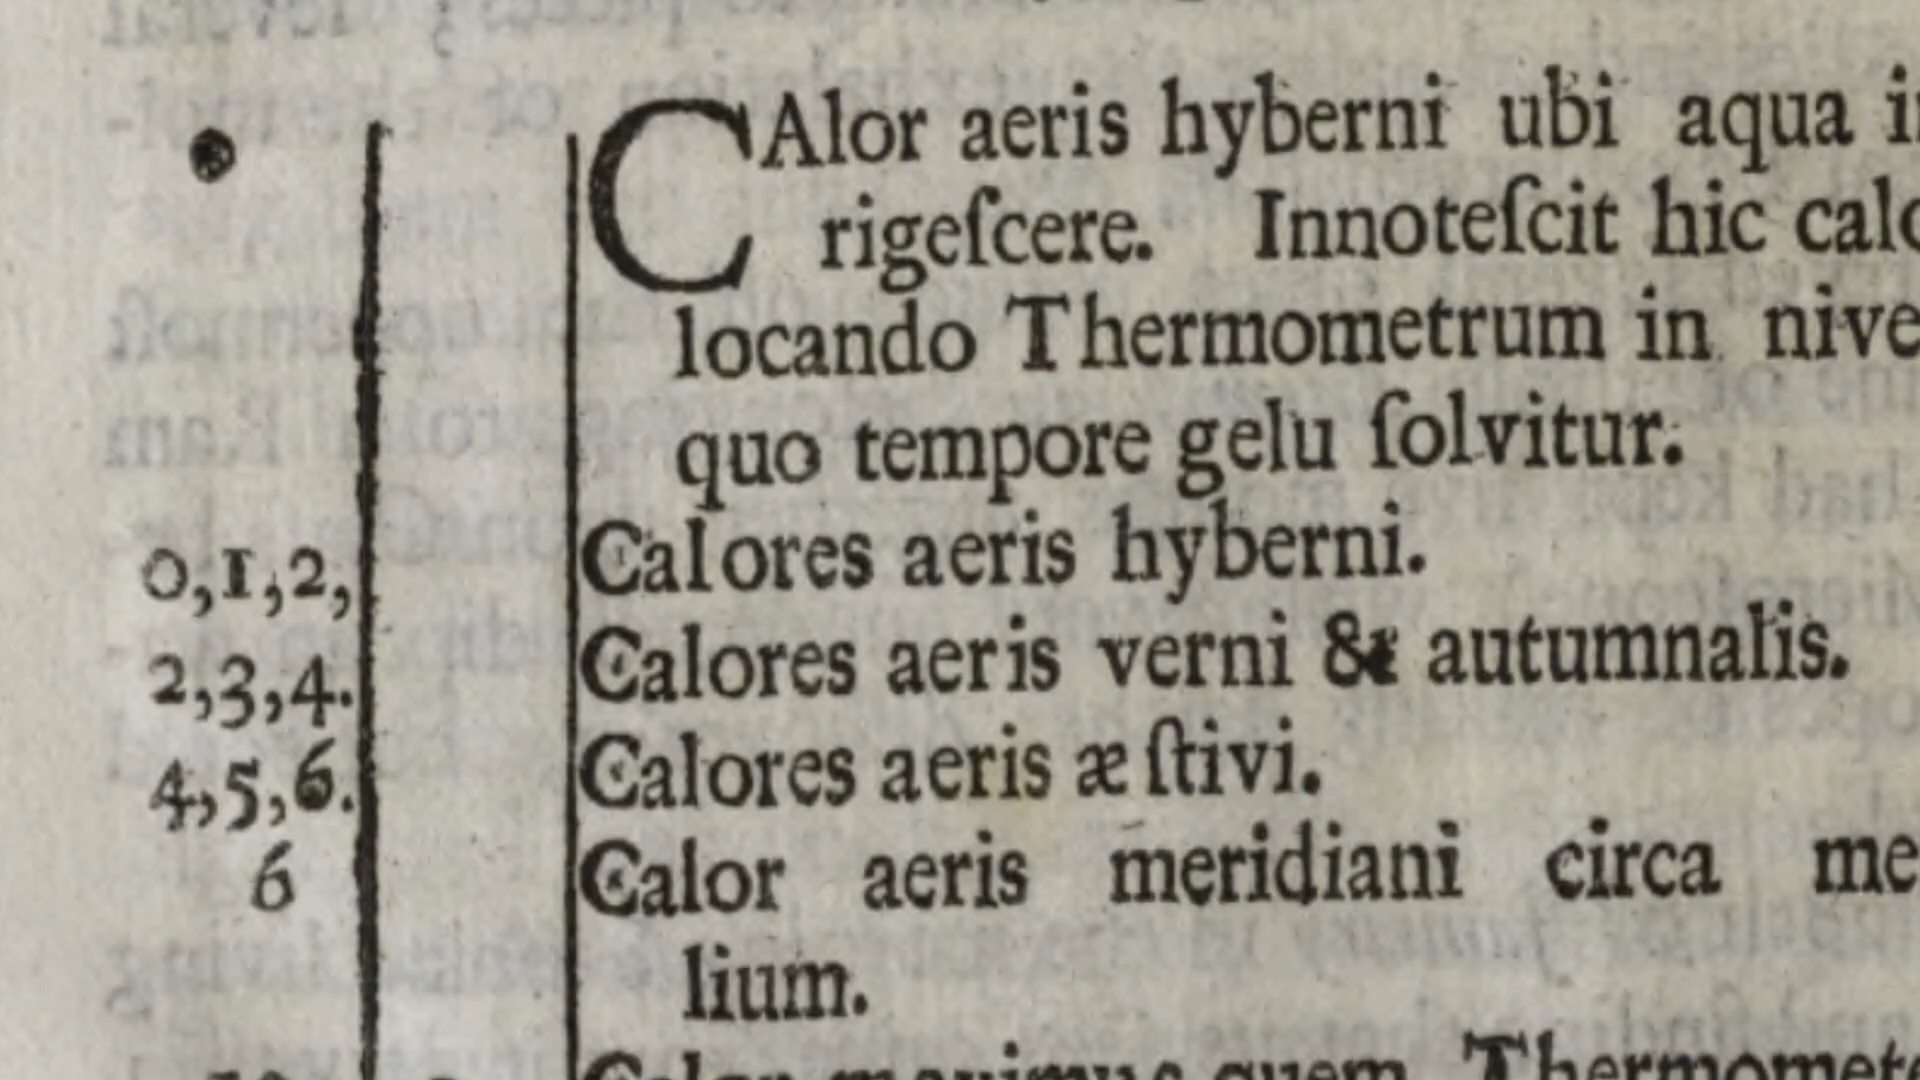 CAlor aeris hyberni ubi aqua
rigeſcere. Innoteſcit hic
locando Thermometrum in nive
quo tempore gelu ſolvitur.
0,1,2, Calores aeris hyberni.
2,3,4. Calores aeris verni & autumnalis.
4,5,6. Calores aeris æſtivi.
6 Calor aeris meridiani circa
lium.